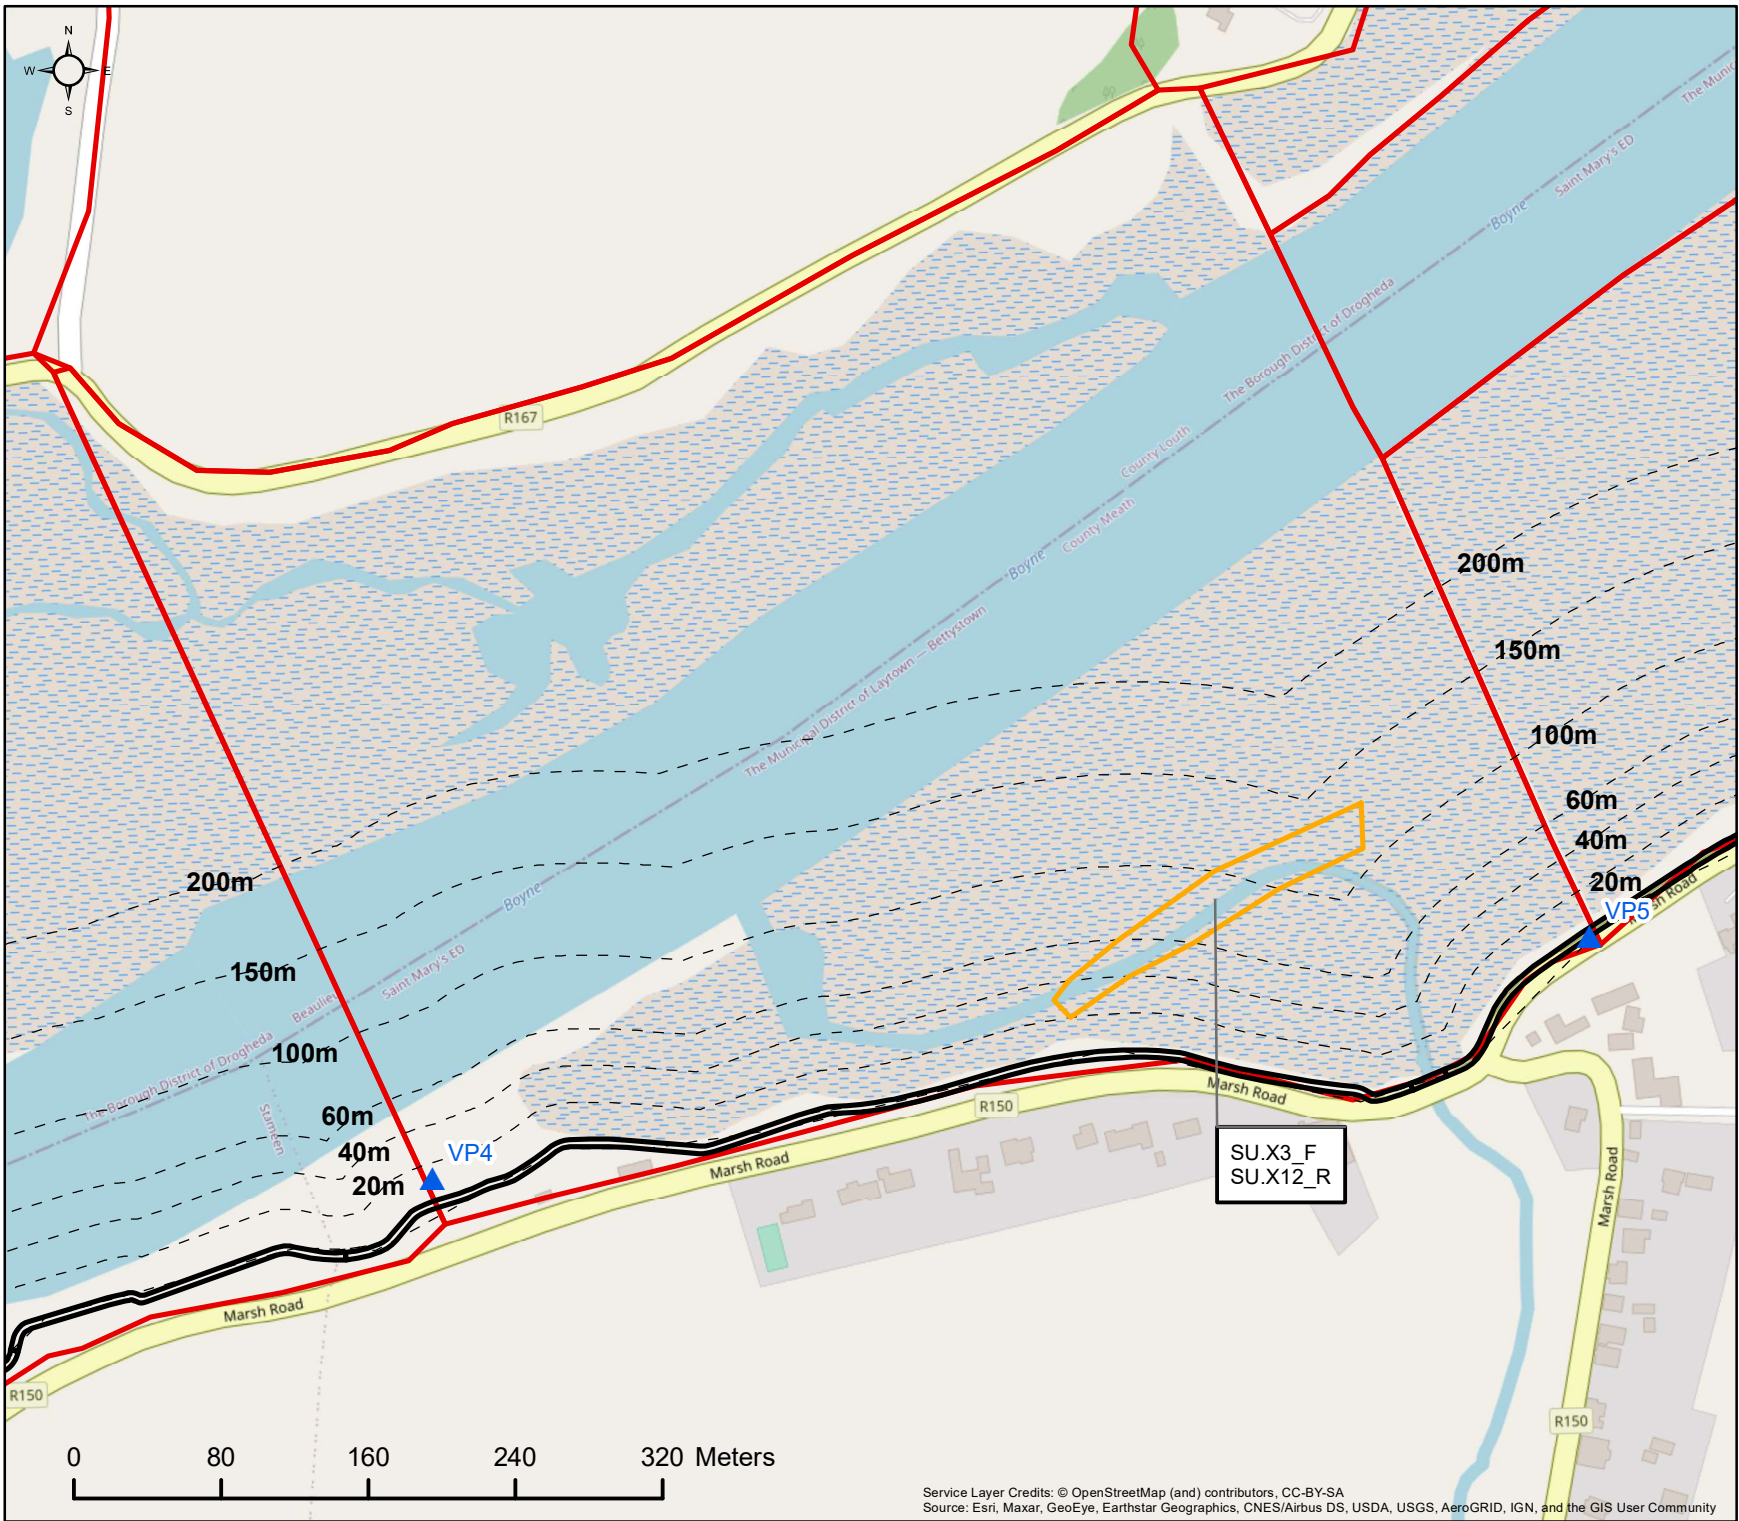 N
W E
S
The Munic
Saint Mary's ED
Boyne
The Borough District of Drogheda
R167
County Louth
County Meath
Boyne
200m
The Municipal District of Laytown — Bettystown
150m
100m
60m
40m
20m
200m
Boyne
VP5
sh Road
Saint Mary's ED
150m
Beaulieu
100m
The Borough District of Drogheda
60m
Stameen
40m
VP4
20m
R150
Marsh Road
Marsh Road
SU.X3_F
SU.X12_R
Marsh Road
Marsh Road
R150
R150
0 80 160 240 320 Meters
Service Layer Credits: © OpenStreetMap (and) contributors, CC-BY-SA
Source: Esri, Maxar, GeoEye, Earthstar Geographics, CNES/Airbus DS, USDA, USGS, AeroGRID, IGN, and the GIS User Community